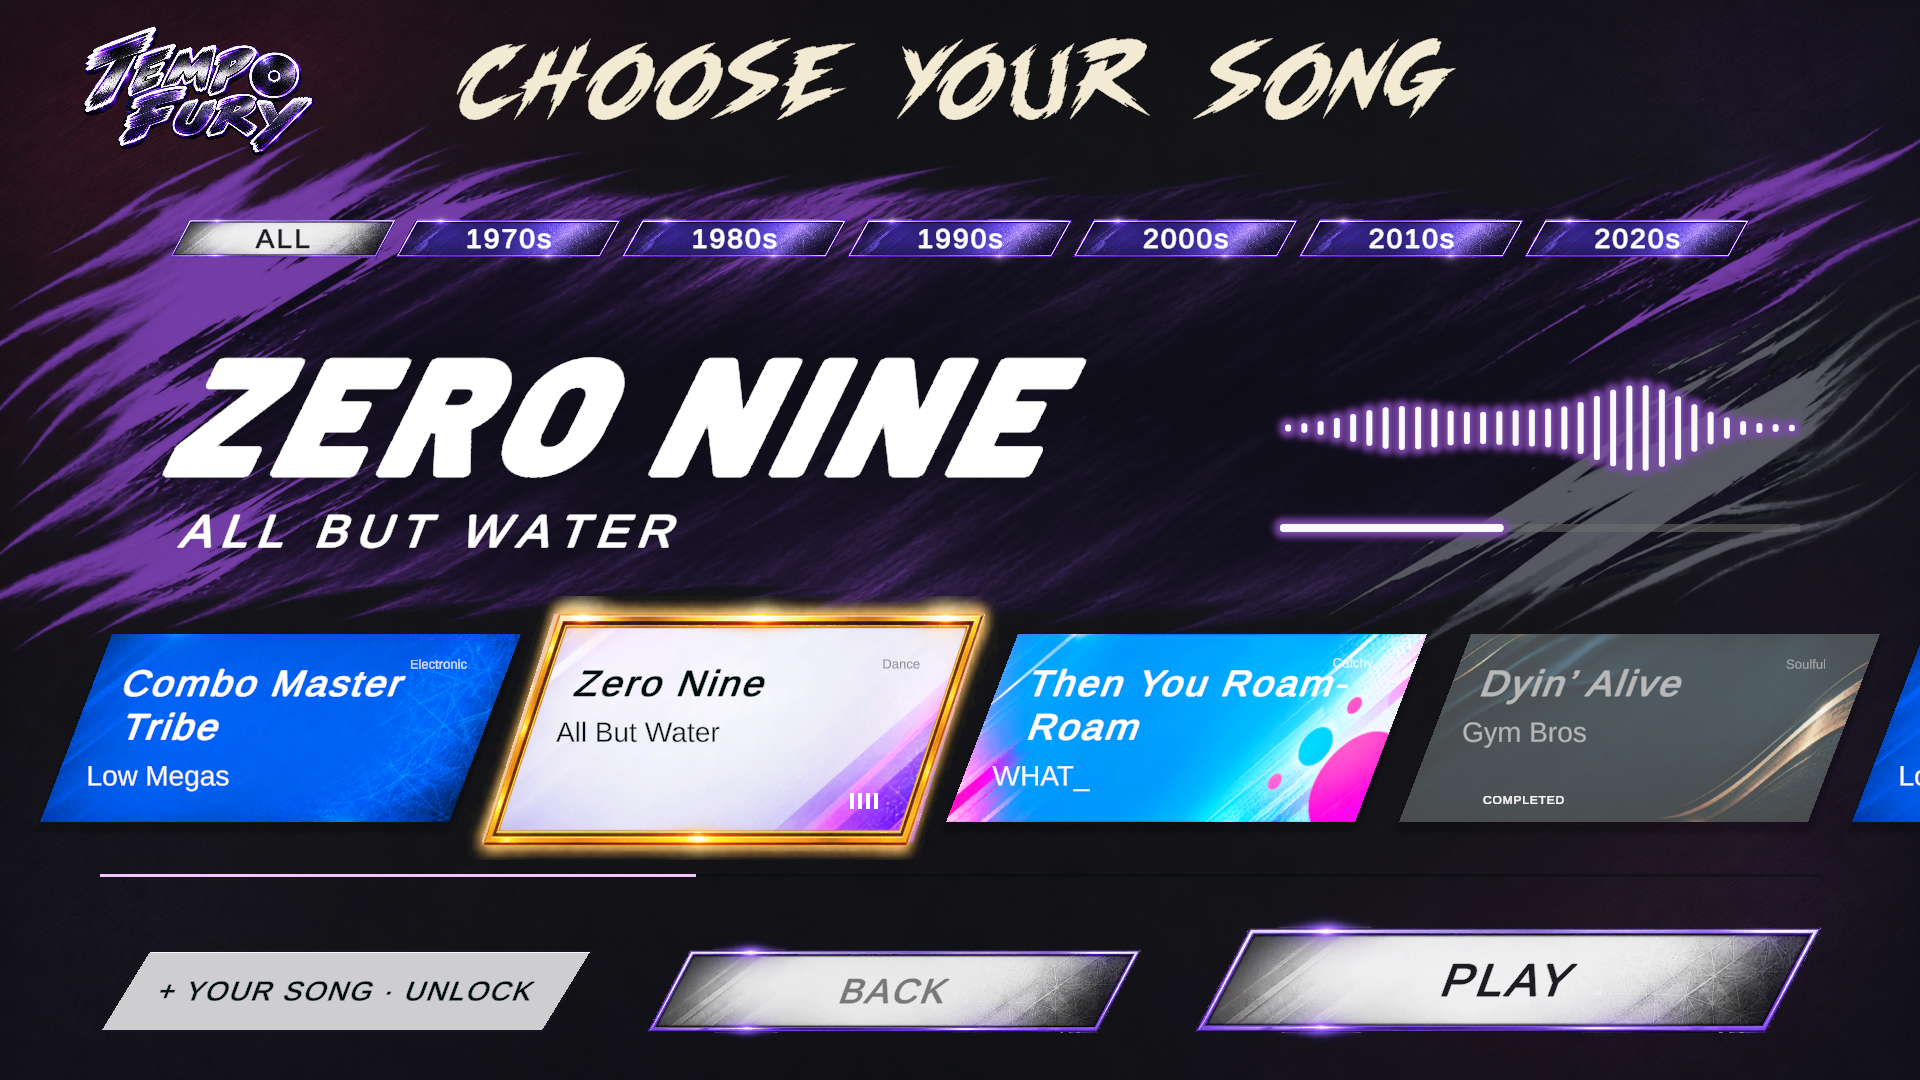 TEMPO
FURY
CHOOSE YOUR SONG
ALL
1970s
1980s
1990s
2000s
2010s
2020s
ZERO NINE
ALL BUT WATER
Electronic
Combo Master
Tribe
Low Megas
Dance
Zero Nine
All But Water
Catchy
Then You Roam-
Roam
WHAT_
Soulful
Dyin’ Alive
Gym Bros
COMPLETED
+ YOUR SONG · UNLOCK
BACK
PLAY